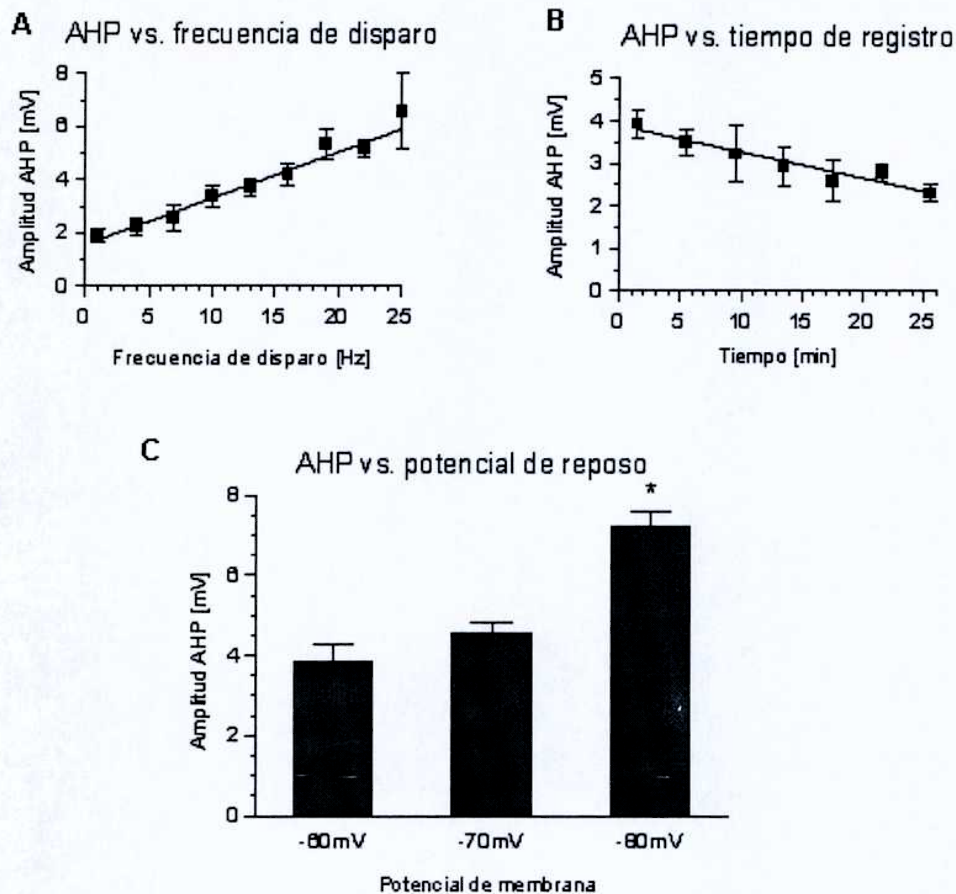 A
AHP vs. frecuencia de disparo
8
6
4
2
0
Amplitud AHP [mV]
0 5 10 15 20 25
Frecuencia de disparo [Hz]
B
AHP vs. tiempo de registro
5
4
3
2
1
0
Amplitud AHP [mV]
0 5 10 15 20 25
Tiempo [min]
C
AHP vs. potencial de reposo
*
8
6
4
2
0
Amplitud AHP [mV]
-60mV -70mV -80mV
Potencial de membrana